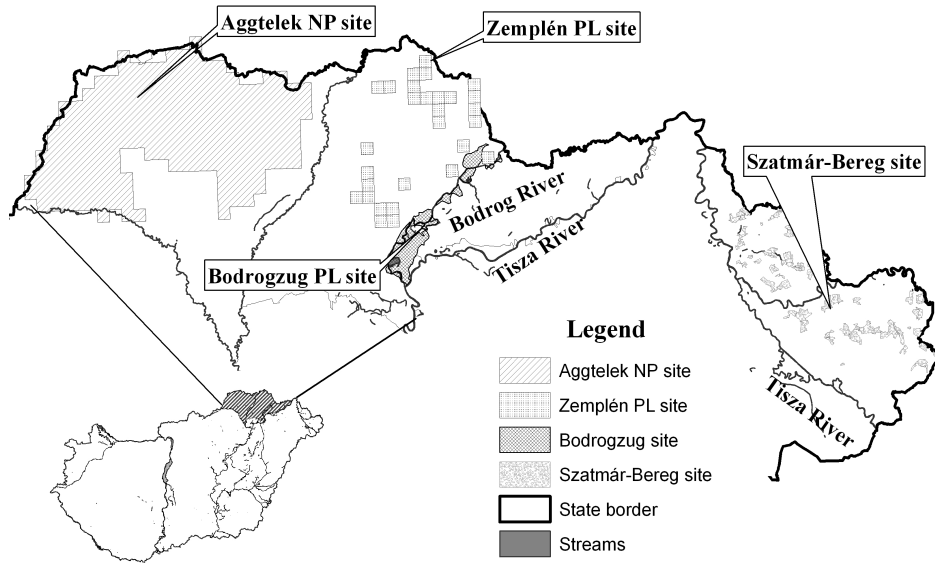 Aggtelek NP site
Zemplén PL site
Szatmár-Bereg site
Bodrog River
Tisza River
Bodrogzug PL site
Legend
Aggtelek NP site
Zemplén PL site
Bodrogzug site
Szatmár-Bereg site
State border
Streams
Tisza River